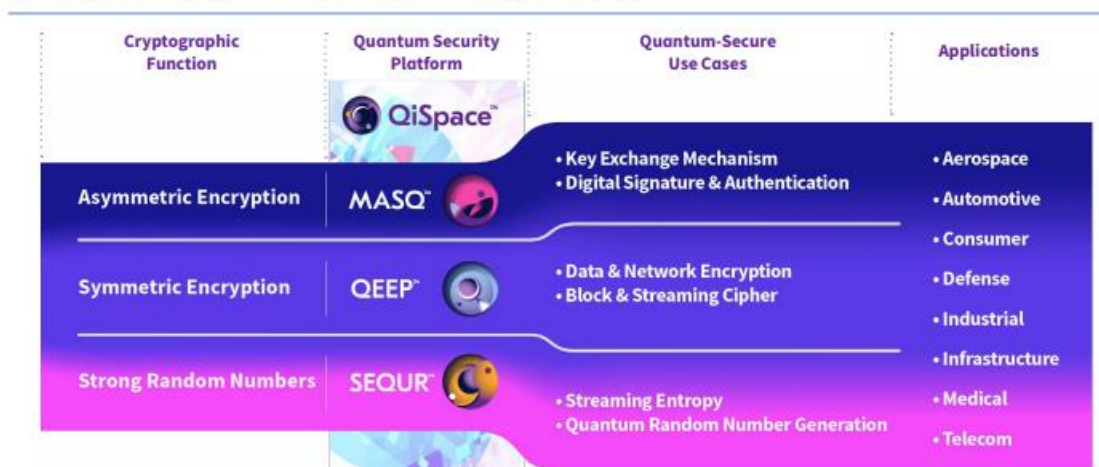 Cryptographic
Function
Quantum Security
Platform
Quantum-Secure
Use Cases
Applications
QiSpace™
Asymmetric Encryption
MASQ™
• Key Exchange Mechanism
• Digital Signature & Authentication
Symmetric Encryption
QEEP™
• Data & Network Encryption
• Block & Streaming Cipher
Strong Random Numbers
SEQUR™
• Streaming Entropy
• Quantum Random Number Generation
• Aerospace
• Automotive
• Consumer
• Defense
• Industrial
• Infrastructure
• Medical
• Telecom